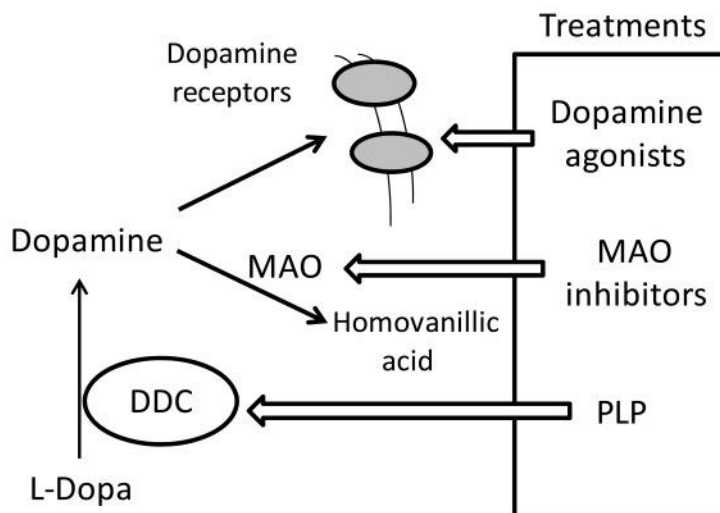 Treatments
Dopamine
receptors
Dopamine
agonists
Dopamine
MAO
MAO
inhibitors
Homovanillic
acid
DDC
PLP
L-Dopa